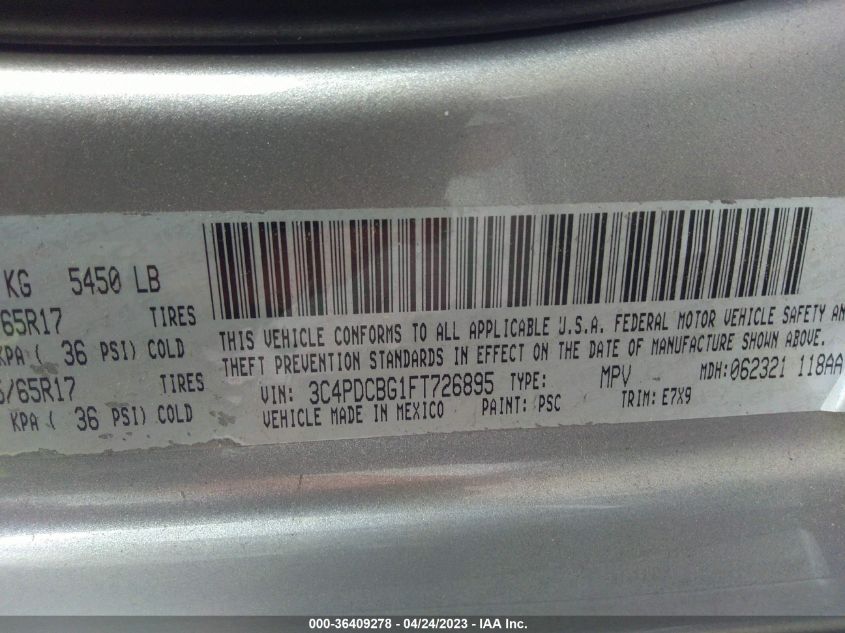 KG 5450 LB
/65R17 TIRES
KPA ( 36 PSI) COLD
/65R17 TIRES
KPA ( 36 PSI) COLD
THIS VEHICLE CONFORMS TO ALL APPLICABLE U.S.A. FEDERAL MOTOR VEHICLE SAFETY AN
THEFT PREVENTION STANDARDS IN EFFECT ON THE DATE OF MANUFACTURE SHOWN ABOVE.
VIN: 3C4PDCBG1FT726895 TYPE: MPV MDH:062321 118AA
VEHICLE MADE IN MEXICO PAINT: PSC TRIM: E7X9
000-36409278 - 04/24/2023 - IAA Inc.